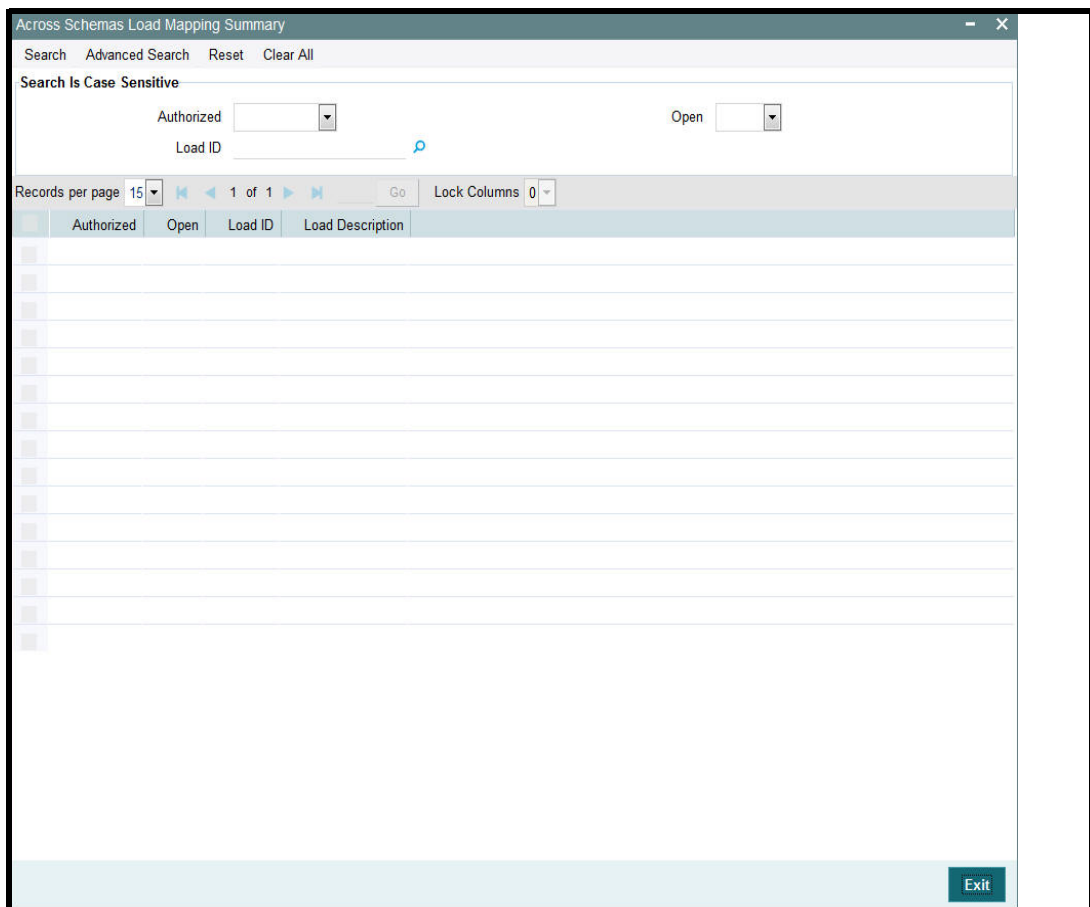 Across Schemas Load Mapping Summary
Search Advanced Search Reset Clear All
Search Is Case Sensitive
Authorized Open
Load ID
Records per page 15 1 of 1 Go Lock Columns 0
Authorized Open Load ID Load Description
Exit